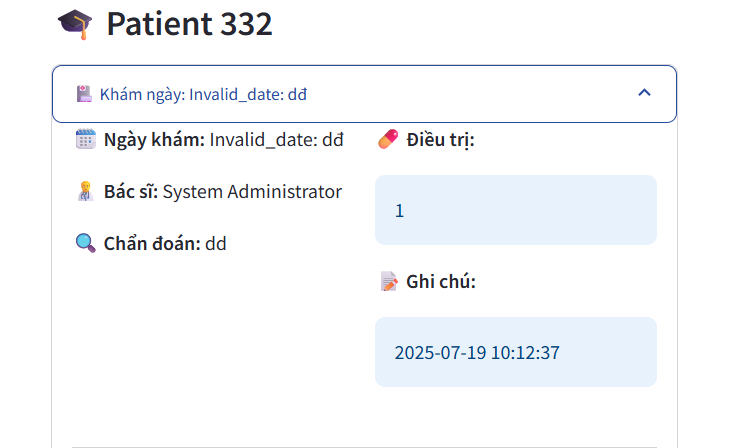 Patient 332
Khám ngày: Invalid_date: dđ
Ngày khám: Invalid_date: dđ
Bác sĩ: System Administrator
Chẩn đoán: dd
Điều trị:
1
Ghi chú:
2025-07-19 10:12:37